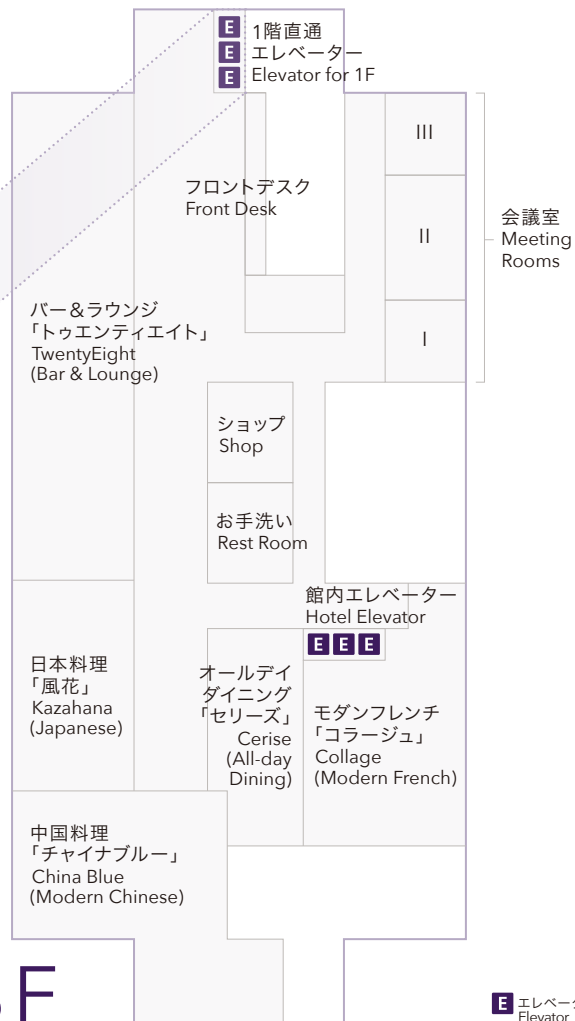 E
E
E
1階直通
エレベーター
Elevator for 1F
III
フロントデスク
Front Desk
会議室
Meeting
Rooms
II
バー＆ラウンジ
「トゥエンティエイト」
TwentyEight
(Bar & Lounge)
I
ショップ
Shop
お手洗い
Rest Room
館内エレベーター
Hotel Elevator
E E E
日本料理
「風花」
Kazahana
(Japanese)
オールデイ
ダイニング
「セリーズ」
Cerise
(All-day
Dining)
モダンフレンチ
「コラージュ」
Collage
(Modern French)
中国料理
「チャイナブルー」
China Blue
(Modern Chinese)
F
E エレベータ
Elevator